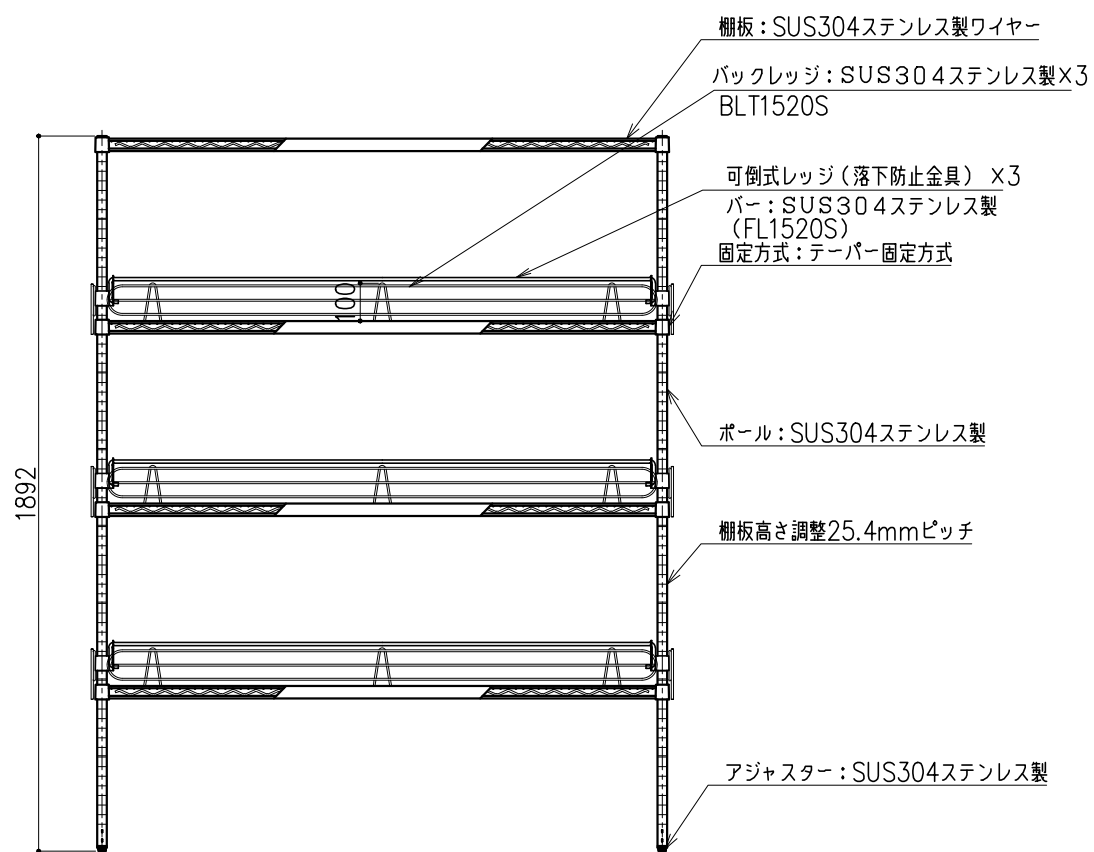 棚板：SUS304ステンレス製ワイヤー
バックレッジ：SUS304ステンレス製×3
BLT1520S
可倒式レッジ（落下防止金具） ×3
バー：SUS304ステンレス製
（FL1520S）
固定方式：テーパー固定方式
100
ポール：SUS304ステンレス製
1892
棚板高さ調整25.4mmピッチ
アジャスター：SUS304ステンレス製